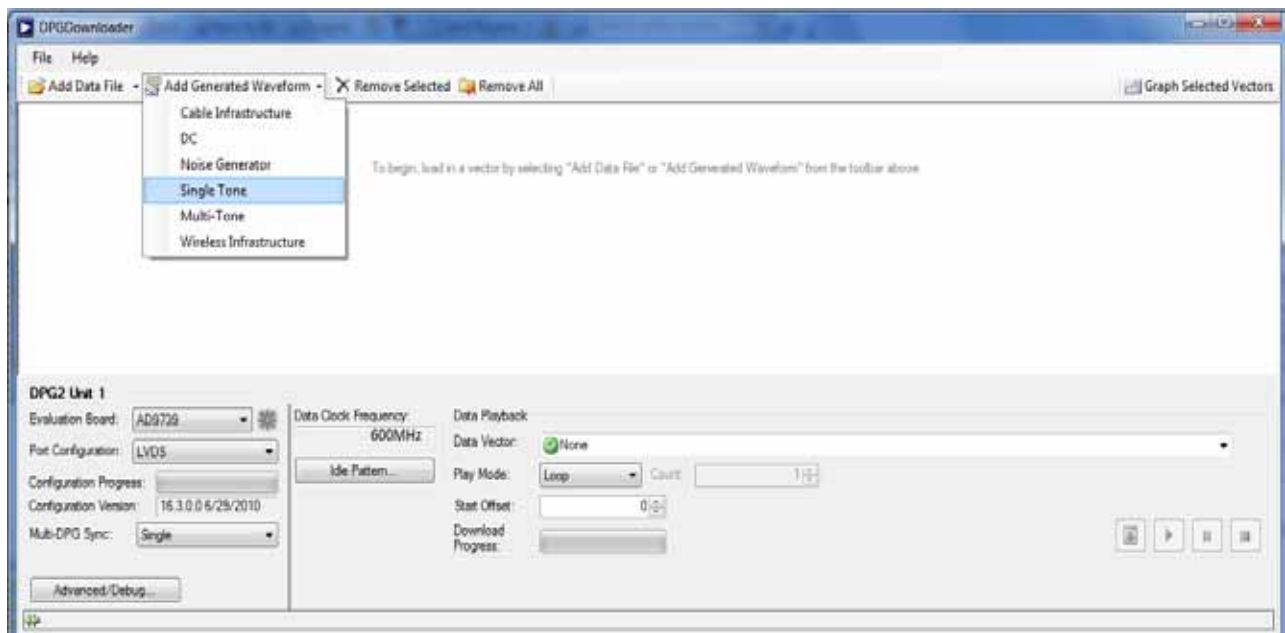 DPGDownloader
File Help
Add Data File Add Generated Waveform Remove Selected Remove All Graph Selected Vectors
Cable Infrastructure
DC
Noise Generator
Single Tone
Multi-Tone
Wireless Infrastructure
To begin, load in a vector by selecting "Add Data File" or "Add Generated Waveform" from the toolbar above
DPG2 Unit 1
Evaluation Board: AD9739
Port Configuration: LVDS
Configuration Progress:
Configuration Version: 16.3.0.0 6/29/2010
Multi-DPG Sync: Single
Advanced/Debug...
Data Clock Frequency:
600MHz
Idle Pattern...
Data Playback
Data Vector: None
Play Mode: Loop Count: 1
Start Offset: 0
Download
Progress: